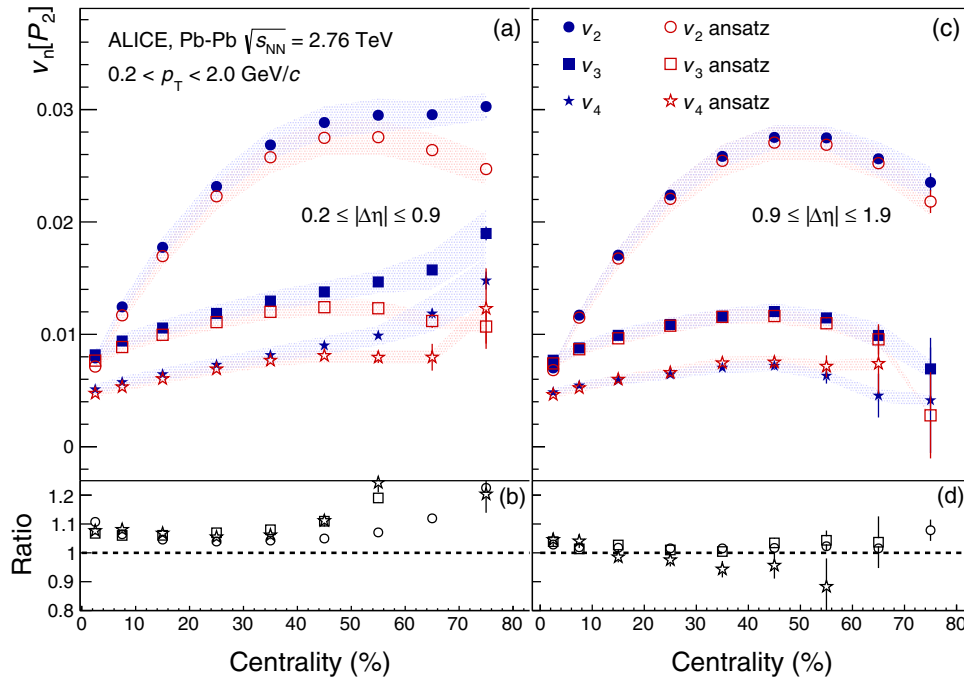 v_n[P_2]
(a)
ALICE, Pb-Pb √s_NN = 2.76 TeV
0.2 < p_T < 2.0 GeV/c
0.03
0.02
0.01
0
0.2 ≤ |Δη| ≤ 0.9
(c)
v_2
v_2 ansatz
v_3
v_3 ansatz
v_4
v_4 ansatz
0.9 ≤ |Δη| ≤ 1.9
Ratio
1.2
1.1
1
0.9
0.8
(b)
(d)
0 10 20 30 40 50 60 70 80
0 10 20 30 40 50 60 70 80
Centrality (%)
Centrality (%)